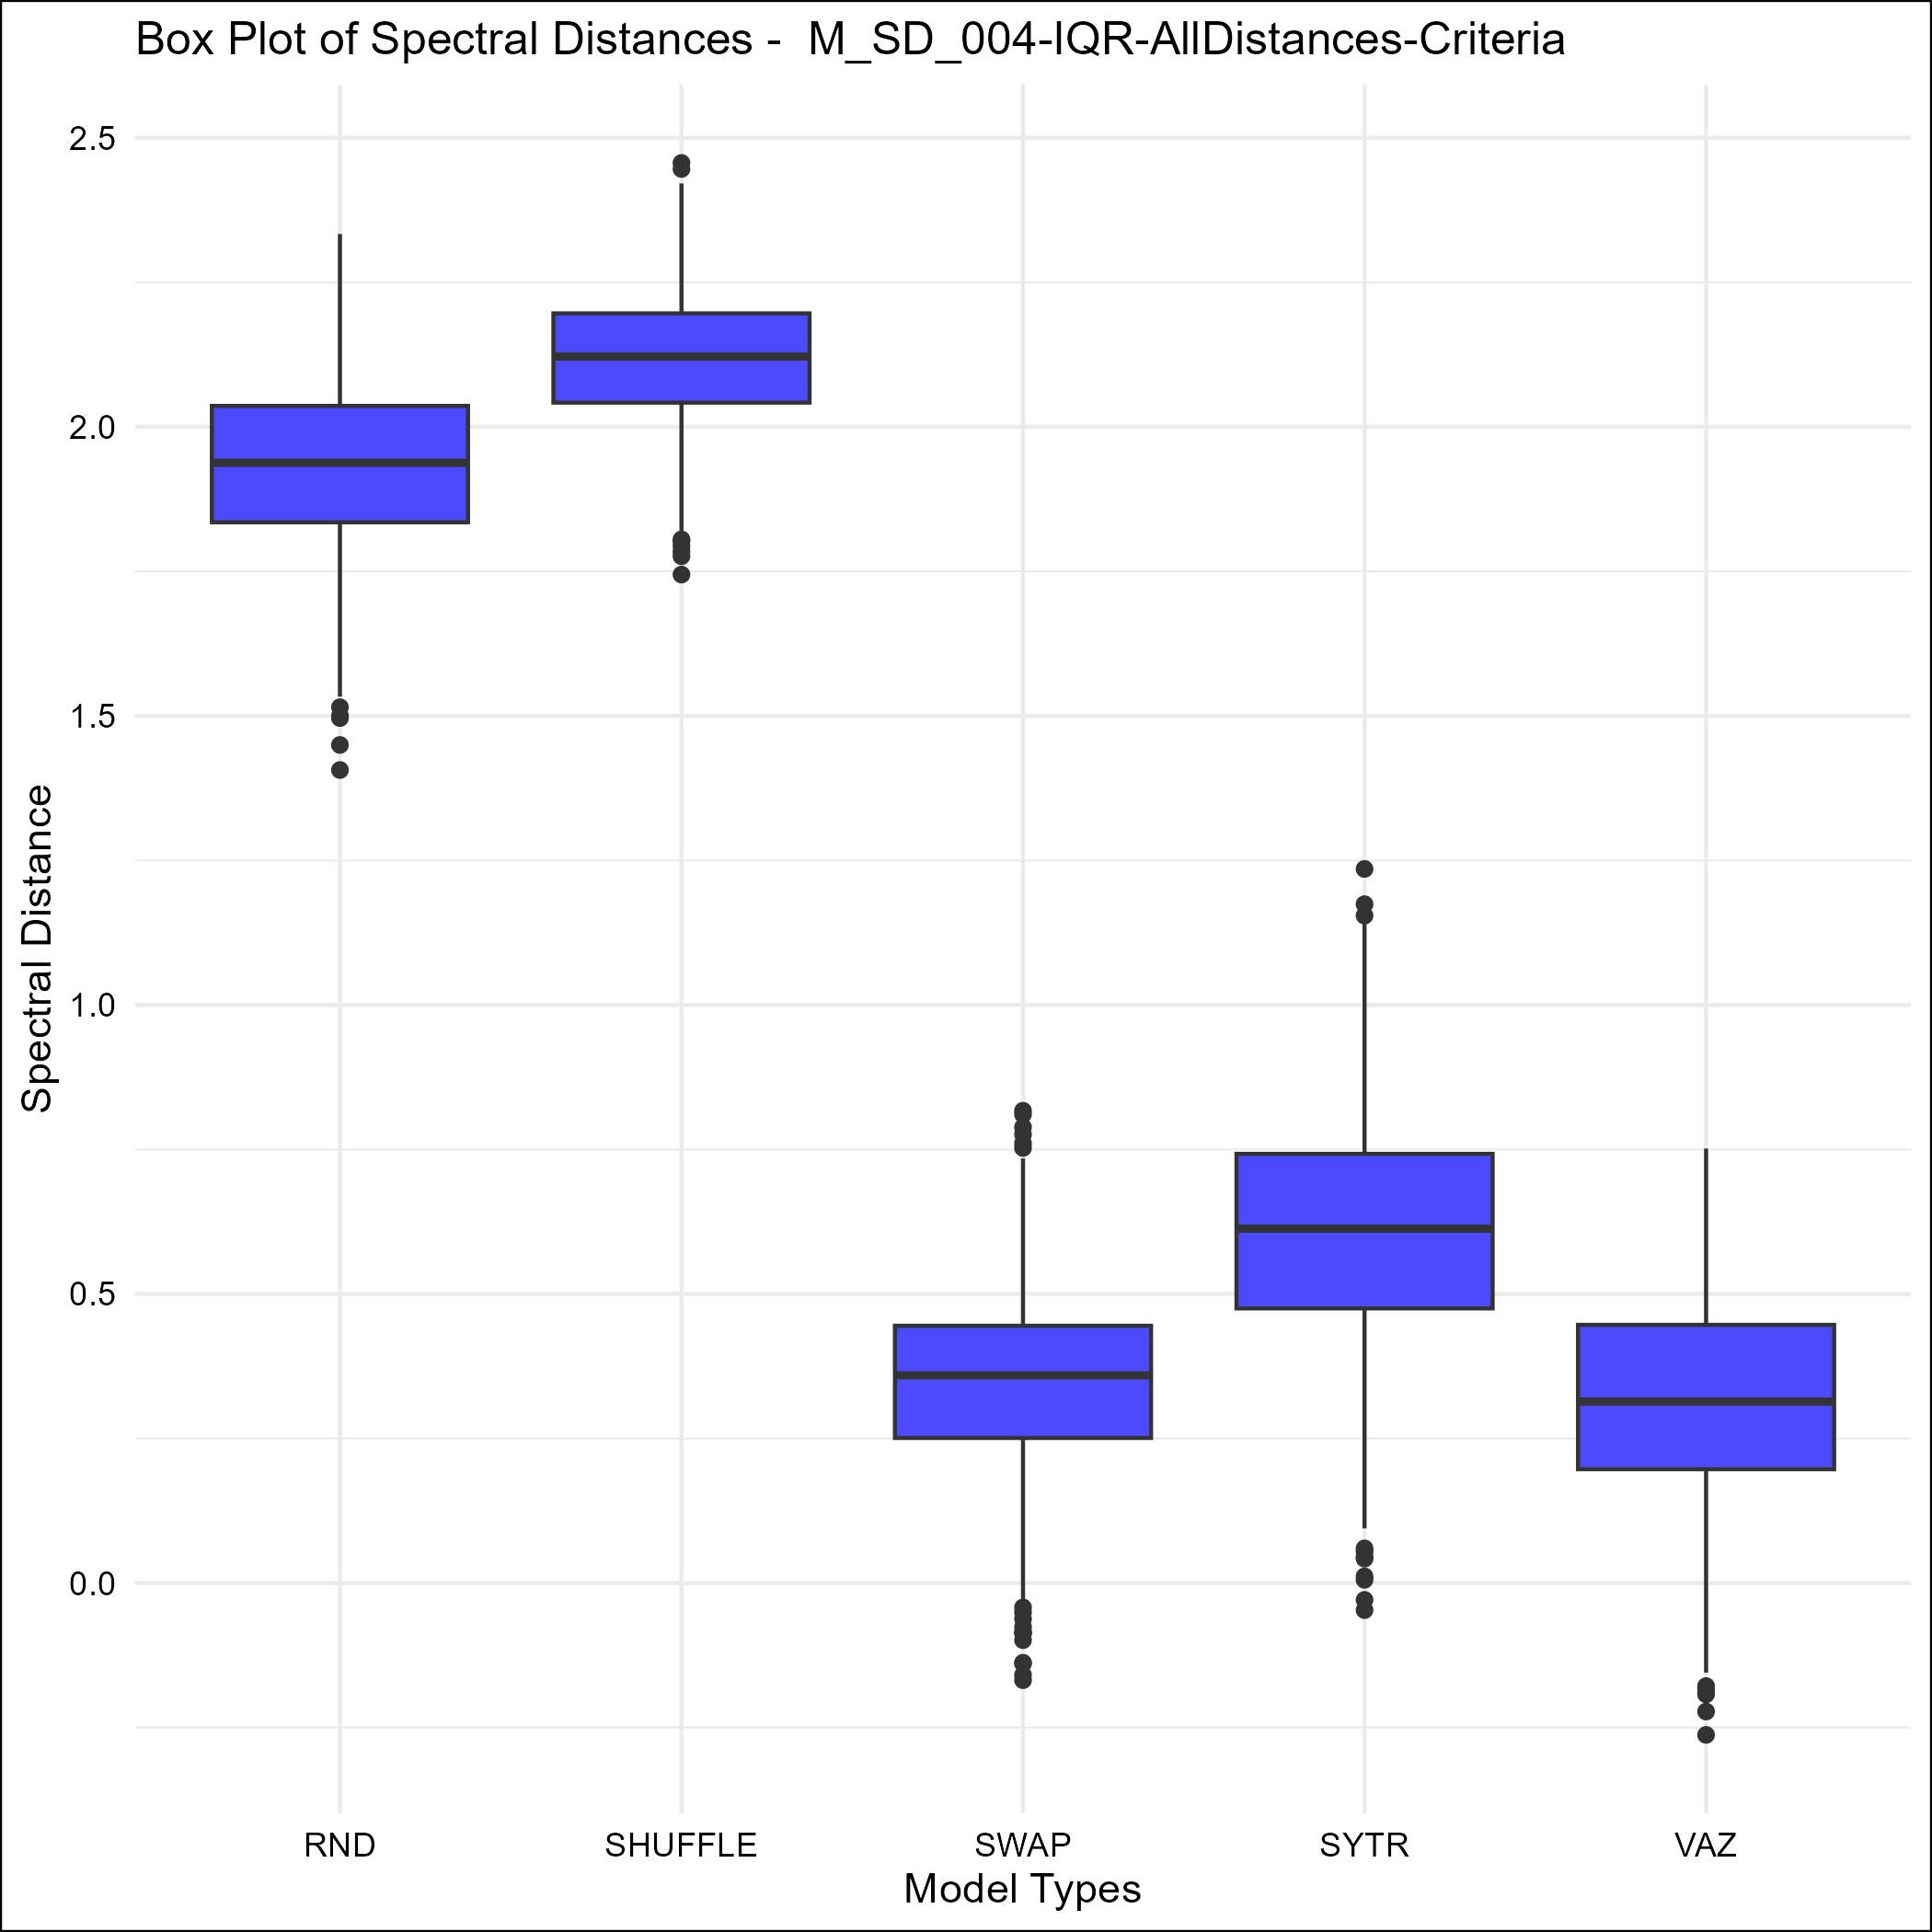 Box Plot of Spectral Distances -  M_SD_004-IQR-AllDistances-Criteria
2.5
2.0
1.5
1.0
0.5
0.0
Spectral Distance
RND SHUFFLE SWAP SYTR VAZ
Model Types